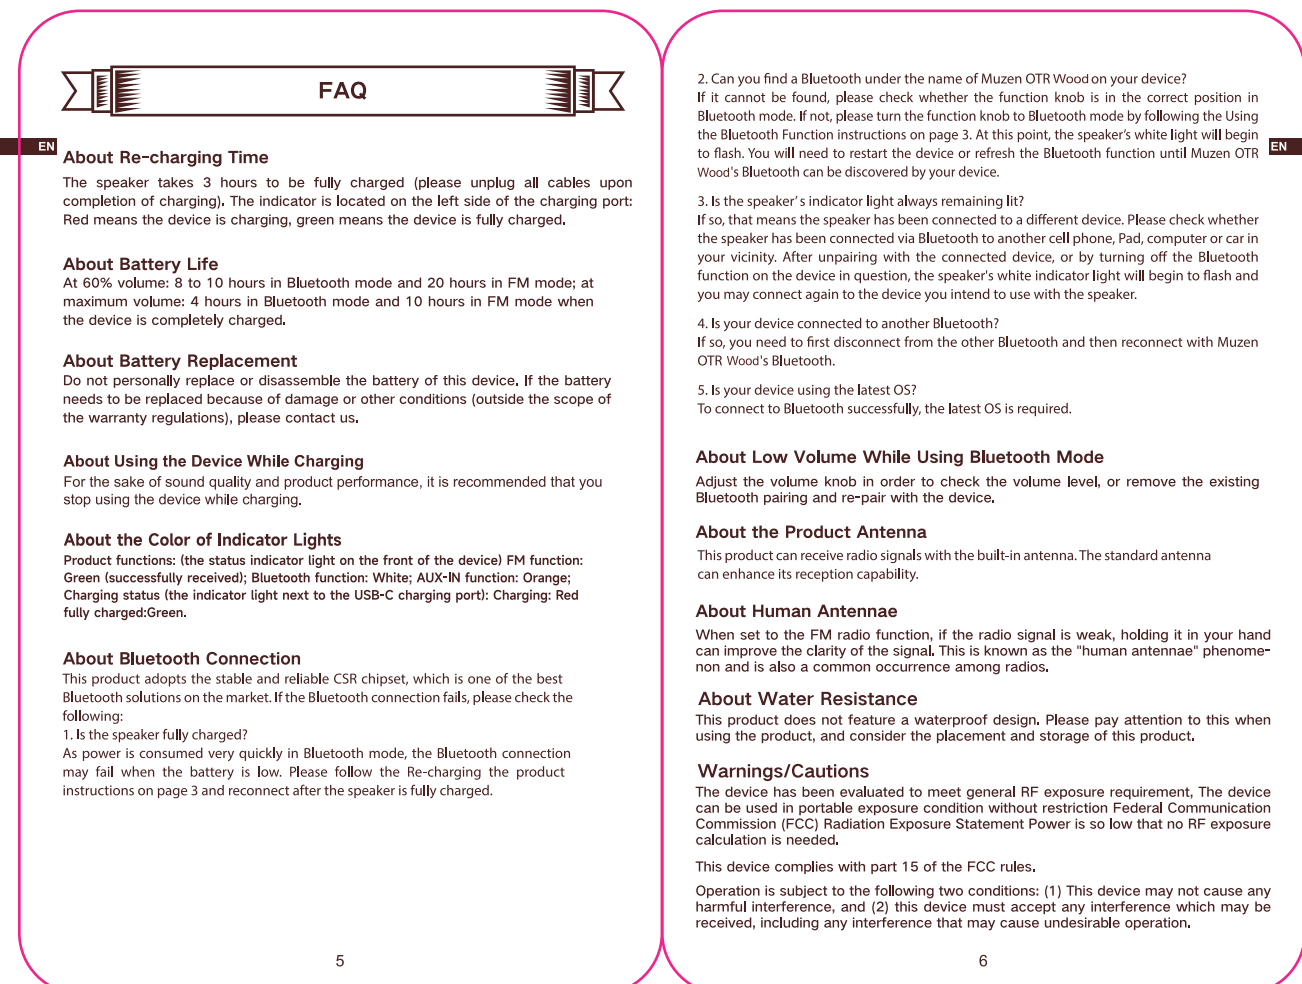 FAQ
EN
About Re-charging Time
The speaker takes 3 hours to be fully charged (please unplug all cables upon
completion of charging). The indicator is located on the left side of the charging port:
Red means the device is charging, green means the device is fully charged.
About Battery Life
At 60% volume: 8 to 10 hours in Bluetooth mode and 20 hours in FM mode; at
maximum volume: 4 hours in Bluetooth mode and 10 hours in FM mode when
the device is completely charged.
About Battery Replacement
Do not personally replace or disassemble the battery of this device. If the battery
needs to be replaced because of damage or other conditions (outside the scope of
the warranty regulations), please contact us.
About Using the Device While Charging
For the sake of sound quality and product performance, it is recommended that you
stop using the device while charging.
About the Color of Indicator Lights
Product functions: (the status indicator light on the front of the device) FM function:
Green (successfully received); Bluetooth function: White; AUX-IN function: Orange;
Charging status (the indicator light next to the USB-C charging port): Charging: Red
fully charged:Green.
About Bluetooth Connection
This product adopts the stable and reliable CSR chipset, which is one of the best
Bluetooth solutions on the market. If the Bluetooth connection fails, please check the
following:
1. Is the speaker fully charged?
As power is consumed very quickly in Bluetooth mode, the Bluetooth connection
may fail when the battery is low. Please follow the Re-charging the product
instructions on page 3 and reconnect after the speaker is fully charged.
5
2. Can you find a Bluetooth under the name of Muzen OTR Wood on your device?
If it cannot be found, please check whether the function knob is in the correct position in
Bluetooth mode. If not, please turn the function knob to Bluetooth mode by following the Using
the Bluetooth Function instructions on page 3. At this point, the speaker's white light will begin
to flash. You will need to restart the device or refresh the Bluetooth function until Muzen OTR
Wood's Bluetooth can be discovered by your device.
EN
3. Is the speaker's indicator light always remaining lit?
If so, that means the speaker has been connected to a different device. Please check whether
the speaker has been connected via Bluetooth to another cell phone, Pad, computer or car in
your vicinity. After unpairing with the connected device, or by turning off the Bluetooth
function on the device in question, the speaker's white indicator light will begin to flash and
you may connect again to the device you intend to use with the speaker.
4. Is your device connected to another Bluetooth?
If so, you need to first disconnect from the other Bluetooth and then reconnect with Muzen
OTR Wood's Bluetooth.
5. Is your device using the latest OS?
To connect to Bluetooth successfully, the latest OS is required.
About Low Volume While Using Bluetooth Mode
Adjust the volume knob in order to check the volume level, or remove the existing
Bluetooth pairing and re-pair with the device.
About the Product Antenna
This product can receive radio signals with the built-in antenna. The standard antenna
can enhance its reception capability.
About Human Antennae
When set to the FM radio function, if the radio signal is weak, holding it in your hand
can improve the clarity of the signal. This is known as the "human antennae" phenome-
non and is also a common occurrence among radios.
About Water Resistance
This product does not feature a waterproof design. Please pay attention to this when
using the product, and consider the placement and storage of this product.
Warnings/Cautions
The device has been evaluated to meet general RF exposure requirement, The device
can be used in portable exposure condition without restriction Federal Communication
Commission (FCC) Radiation Exposure Statement Power is so low that no RF exposure
calculation is needed.
This device complies with part 15 of the FCC rules.
Operation is subject to the following two conditions: (1) This device may not cause any
harmful interference, and (2) this device must accept any interference which may be
received, including any interference that may cause undesirable operation.
6